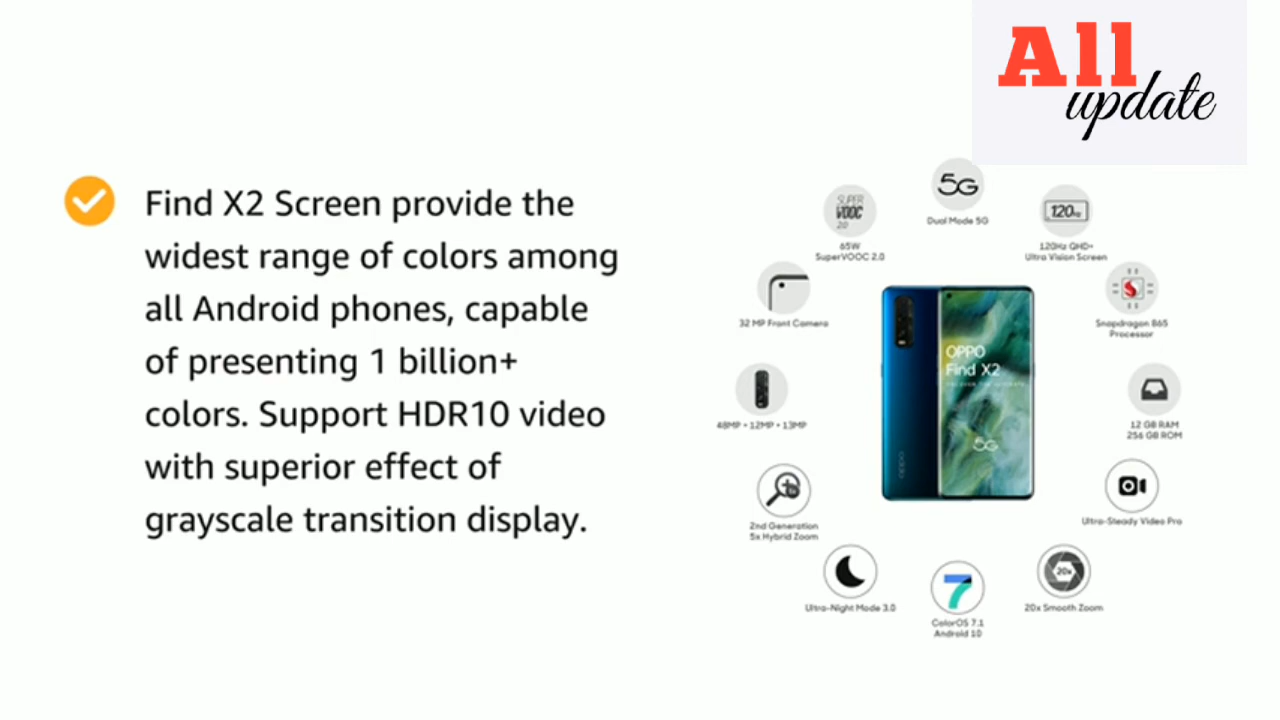 All
update
Find X2 Screen provide the
widest range of colors among
all Android phones, capable
of presenting 1 billion+
colors. Support HDR10 video
with superior effect of
grayscale transition display.
5G
Dual Mode 5G
SUPER
VOOC
2.0
65W
SuperVOOC 2.0
120Hz
120Hz QHD+
Ultra Vision Screen
32 MP Front Camera
Snapdragon 865
Processor
48MP + 12MP + 13MP
12 GB RAM
256 GB ROM
OPPO
Find X2
5G
oppo
2nd Generation
5x Hybrid Zoom
Ultra-Steady Video Pro
Ultra-Night Mode 3.0
7
ColorOS 7.1
Android 10
20x
20x Smooth Zoom